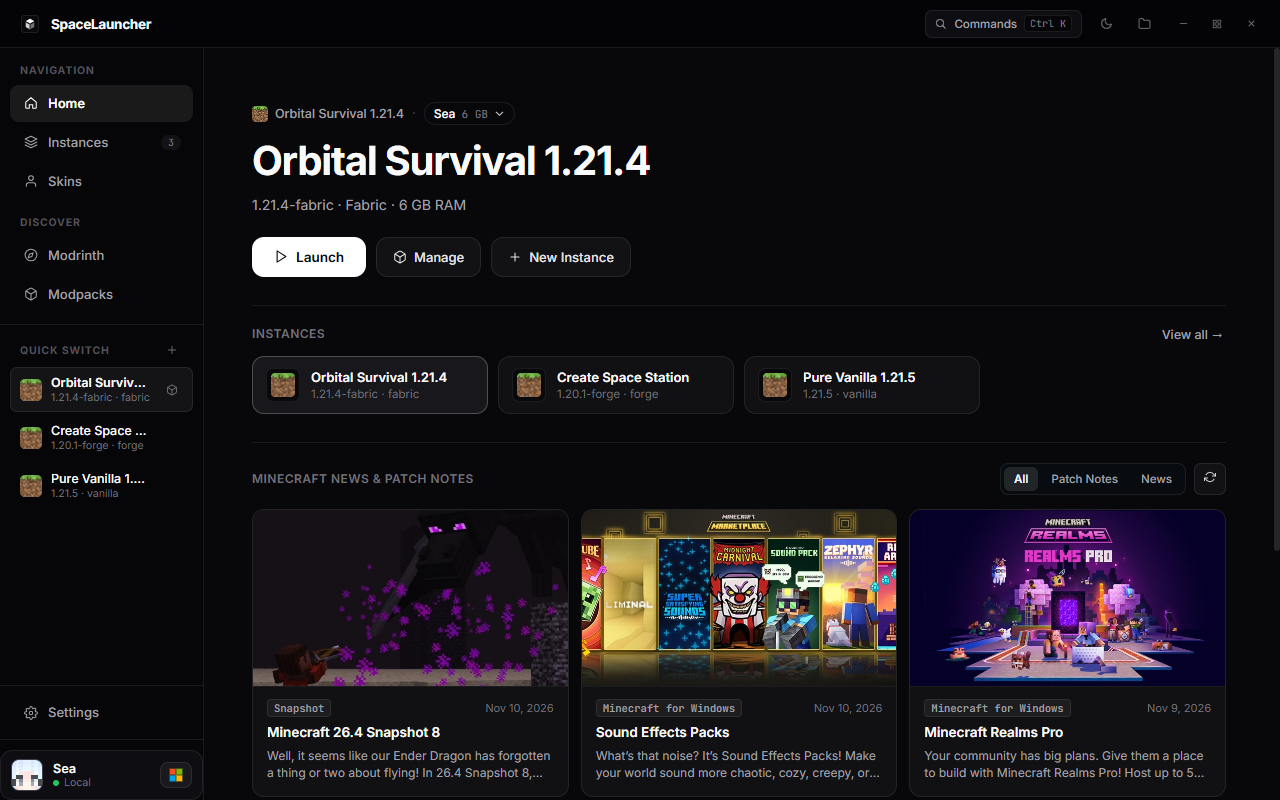 SpaceLauncher
Commands Ctrl K
NAVIGATION
Home
Instances 3
Skins
DISCOVER
Modrinth
Modpacks
QUICK SWITCH
Orbital Surviv...
1.21.4-fabric · fabric
Create Space ...
1.20.1-forge · forge
Pure Vanilla 1....
1.21.5 · vanilla
Settings
Sea
Local
Orbital Survival 1.21.4 · Sea 6 GB
Orbital Survival 1.21.4
1.21.4-fabric · Fabric · 6 GB RAM
Launch
Manage
New Instance
INSTANCES
View all →
Orbital Survival 1.21.4
1.21.4-fabric · fabric
Create Space Station
1.20.1-forge · forge
Pure Vanilla 1.21.5
1.21.5 · vanilla
MINECRAFT NEWS & PATCH NOTES
All
Patch Notes
News
Snapshot
Nov 10, 2026
Minecraft 26.4 Snapshot 8
Well, it seems like our Ender Dragon has forgotten
a thing or two about flying! In 26.4 Snapshot 8,...
MINECRAFT
MARKETPLACE
LIMINAL
SUPER
SATISFYING
SOUNDS
MIDNIGHT
CARNIVAL
SOUND PACK
ZEPHYR
RELAXING SOUNDS
Minecraft for Windows
Nov 10, 2026
Sound Effects Packs
What's that noise? It's Sound Effects Packs! Make
your world sound more chaotic, cozy, creepy, or...
MINECRAFT
REALMS
REALMS PRO
Minecraft for Windows
Nov 9, 2026
Minecraft Realms Pro
Your community has big plans. Give them a place
to build with Minecraft Realms Pro! Host up to 5...